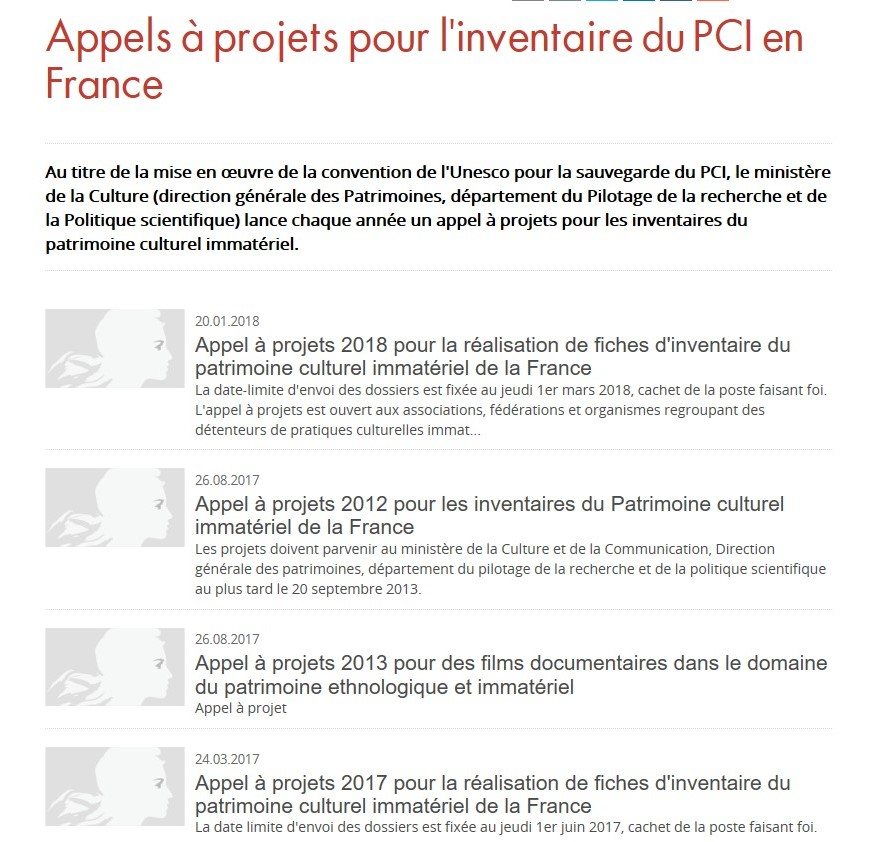 Appels à projets pour l'inventaire du PCI en
France
Au titre de la mise en œuvre de la convention de l'Unesco pour la sauvegarde du PCI, le ministère
de la Culture (direction générale des Patrimoines, département du Pilotage de la recherche et de
la Politique scientifique) lance chaque année un appel à projets pour les inventaires du
patrimoine culturel immatériel.
20.01.2018
Appel à projets 2018 pour la réalisation de fiches d'inventaire du
patrimoine culturel immatériel de la France
La date-limite d'envoi des dossiers est fixée au jeudi 1er mars 2018, cachet de la poste faisant foi.
L'appel à projets est ouvert aux associations, fédérations et organismes regroupant des
détenteurs de pratiques culturelles immat...
26.08.2017
Appel à projets 2012 pour les inventaires du Patrimoine culturel
immatériel de la France
Les projets doivent parvenir au ministère de la Culture et de la Communication, Direction
générale des patrimoines, département du pilotage de la recherche et de la politique scientifique
au plus tard le 20 septembre 2013.
26.08.2017
Appel à projets 2013 pour des films documentaires dans le domaine
du patrimoine ethnologique et immatériel
Appel à projet
24.03.2017
Appel à projets 2017 pour la réalisation de fiches d'inventaire du
patrimoine culturel immatériel de la France
La date limite d'envoi des dossiers est fixée au jeudi 1er juin 2017, cachet de la poste faisant foi.